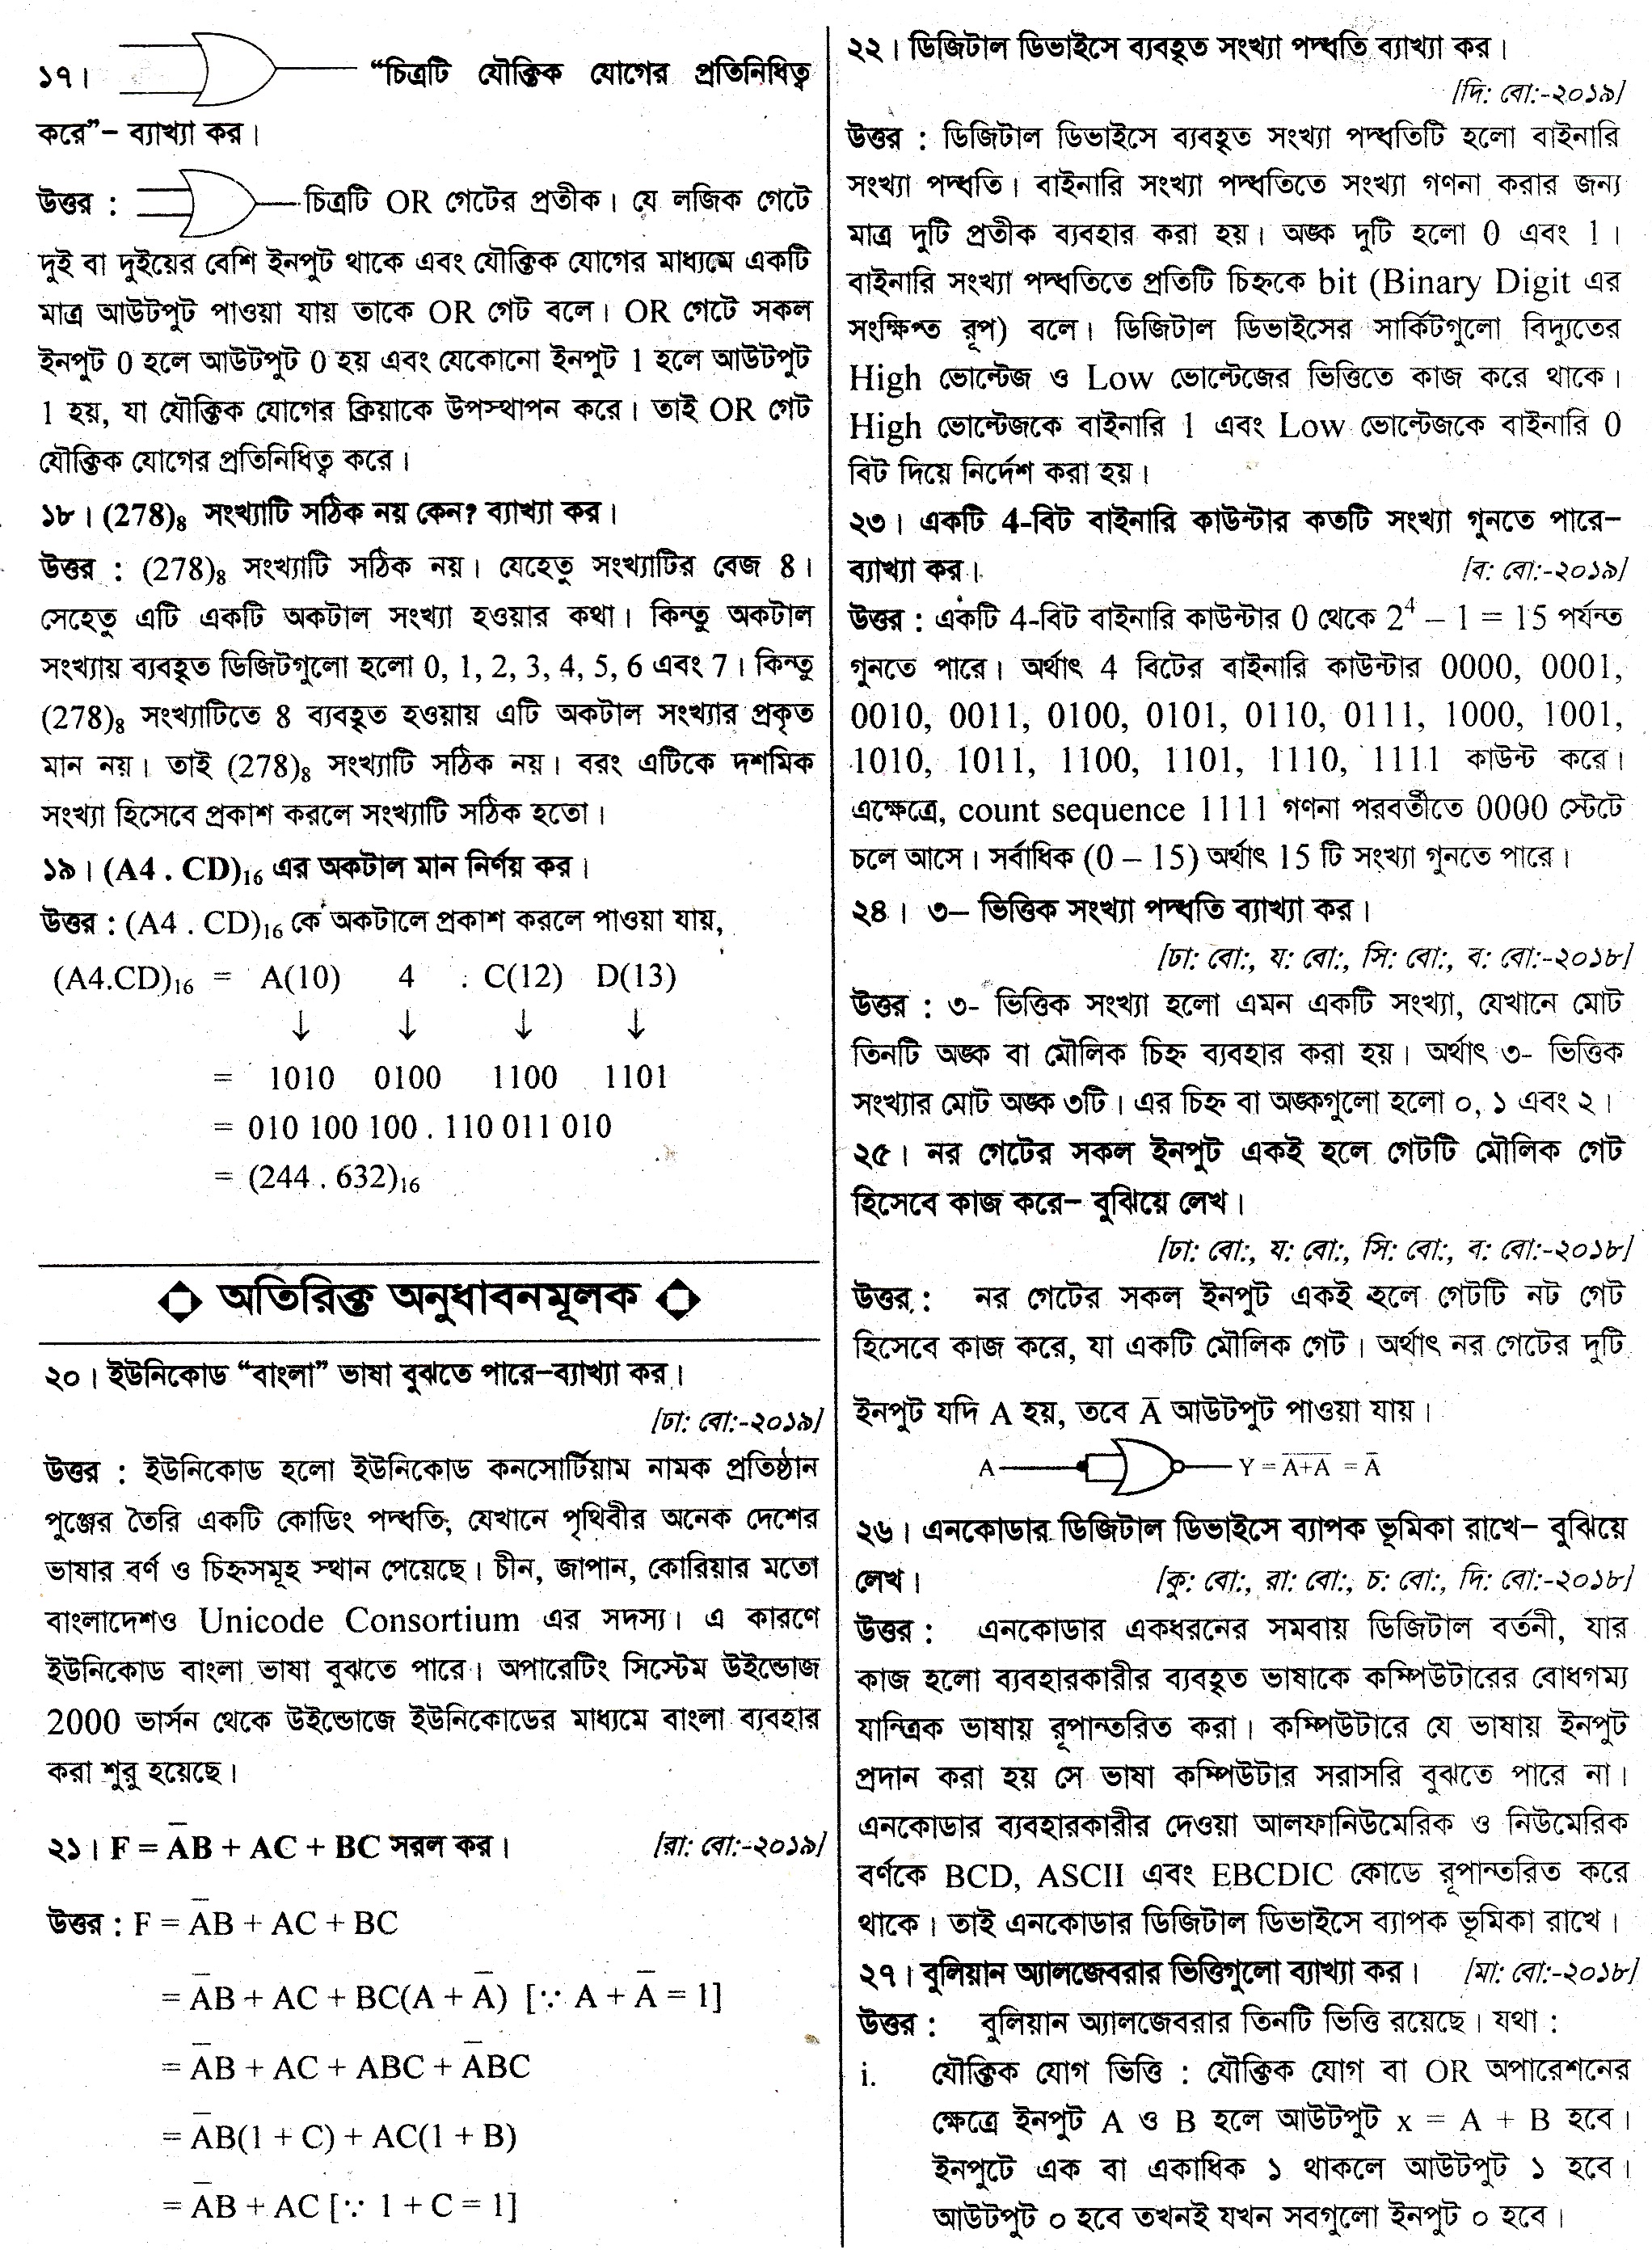 ১৭। “চিত্রটি যৌক্তিক যোগের প্রতিনিধিত্ব
করে”– ব্যাখ্যা কর।
উত্তর : চিত্রটি OR গেটের প্রতীক। যে লজিক গেটে
দুই বা দুইয়ের বেশি ইনপুট থাকে এবং যৌক্তিক যোগের মাধ্যমে একটি
মাত্র আউটপুট পাওয়া যায় তাকে OR গেট বলে। OR গেটে সকল
ইনপুট 0 হলে আউটপুট 0 হয় এবং যেকোনো ইনপুট 1 হলে আউটপুট
1 হয়, যা যৌক্তিক যোগের ক্রিয়াকে উপস্থাপন করে। তাই OR গেট
যৌক্তিক যোগের প্রতিনিধিত্ব করে।
১৮। (278)₈ সংখ্যাটি সঠিক নয় কেন? ব্যাখ্যা কর।
উত্তর : (278)₈ সংখ্যাটি সঠিক নয়। যেহেতু সংখ্যাটির বেজ 8।
সেহেতু এটি একটি অকটাল সংখ্যা হওয়ার কথা। কিন্তু অকটাল
সংখ্যায় ব্যবহূত ডিজিটগুলো হলো 0, 1, 2, 3, 4, 5, 6 এবং 7। কিন্তু
(278)₈ সংখ্যাটিতে 8 ব্যবহূত হওয়ায় এটি অকটাল সংখ্যার প্রকৃত
মান নয়। তাই (278)₈ সংখ্যাটি সঠিক নয়। বরং এটিকে দশমিক
সংখ্যা হিসেবে প্রকাশ করলে সংখ্যাটি সঠিক হতো।
১৯। (A4 . CD)₁₆ এর অকটাল মান নির্ণয় কর।
উত্তর : (A4 . CD)₁₆ কে অকটালে প্রকাশ করলে পাওয়া যায়,
(A4.CD)₁₆ = A(10) 4 . C(12) D(13)
↓ ↓ ↓ ↓
= 1010 0100 1100 1101
= 010 100 100 . 110 011 010
= (244 . 632)₁₆
অতিরিক্ত অনুধাবনমূলক
২০। ইউনিকোড “বাংলা” ভাষা বুঝতে পারে–ব্যাখ্যা কর।
[ঢা: বো:-২০১৯]
উত্তর : ইউনিকোড হলো ইউনিকোড কনসোর্টিয়াম নামক প্রতিষ্ঠান
পুঞ্জের তৈরি একটি কোডিং পদ্ধতি, যেখানে পৃথিবীর অনেক দেশের
ভাষার বর্ণ ও চিহ্নসমূহ স্থান পেয়েছে। চীন, জাপান, কোরিয়ার মতো
বাংলাদেশও Unicode Consortium এর সদস্য। এ কারণে
ইউনিকোড বাংলা ভাষা বুঝতে পারে। অপারেটিং সিস্টেম উইন্ডোজ
2000 ভার্সন থেকে উইন্ডোজে ইউনিকোডের মাধ্যমে বাংলা ব্যবহার
করা শুরু হয়েছে।
২১। F = A̅B + AC + BC সরল কর। [রা: বো:-২০১৯]
উত্তর : F = A̅B + AC + BC
= A̅B + AC + BC(A + A̅) [∵ A + A̅ = 1]
= A̅B + AC + ABC + A̅BC
= A̅B(1 + C) + AC(1 + B)
= A̅B + AC [∵ 1 + C = 1]
২২। ডিজিটাল ডিভাইসে ব্যবহূত সংখ্যা পদ্ধতি ব্যাখ্যা কর।
[দি: বো:-২০১৯]
উত্তর : ডিজিটাল ডিভাইসে ব্যবহূত সংখ্যা পদ্ধতিটি হলো বাইনারি
সংখ্যা পদ্ধতি। বাইনারি সংখ্যা পদ্ধতিতে সংখ্যা গণনা করার জন্য
মাত্র দুটি প্রতীক ব্যবহার করা হয়। অঙ্ক দুটি হলো 0 এবং 1।
বাইনারি সংখ্যা পদ্ধতিতে প্রতিটি চিহ্নকে bit (Binary Digit এর
সংক্ষিপ্ত রূপ) বলে। ডিজিটাল ডিভাইসের সার্কিটগুলো বিদ্যুতের
High ভোল্টেজ ও Low ভোল্টেজের ভিত্তিতে কাজ করে থাকে।
High ভোল্টেজকে বাইনারি 1 এবং Low ভোল্টেজকে বাইনারি 0
বিট দিয়ে নির্দেশ করা হয়।
২৩। একটি 4-বিট বাইনারি কাউন্টার কতটি সংখ্যা গুনতে পারে–
ব্যাখ্যা কর। [ব: বো:-২০১৯]
উত্তর : একটি 4-বিট বাইনারি কাউন্টার 0 থেকে 2⁴ – 1 = 15 পর্যন্ত
গুনতে পারে। অর্থাৎ 4 বিটের বাইনারি কাউন্টার 0000, 0001,
0010, 0011, 0100, 0101, 0110, 0111, 1000, 1001,
1010, 1011, 1100, 1101, 1110, 1111 কাউন্ট করে।
এক্ষেত্রে, count sequence 1111 গণনা পরবর্তীতে 0000 স্টেটে
চলে আসে। সর্বাধিক (0 – 15) অর্থাৎ 15 টি সংখ্যা গুনতে পারে।
২৪। ৩– ভিত্তিক সংখ্যা পদ্ধতি ব্যাখ্যা কর।
[ঢা: বো:, য: বো:, সি: বো:, ব: বো:-২০১৮]
উত্তর : ৩- ভিত্তিক সংখ্যা হলো এমন একটি সংখ্যা, যেখানে মোট
তিনটি অঙ্ক বা মৌলিক চিহ্ন ব্যবহার করা হয়। অর্থাৎ ৩- ভিত্তিক
সংখ্যার মোট অঙ্ক ৩টি। এর চিহ্ন বা অঙ্কগুলো হলো ০, ১ এবং ২।
২৫। নর গেটের সকল ইনপুট একই হলে গেটটি মৌলিক গেট
হিসেবে কাজ করে– বুঝিয়ে লেখ।
[ঢা: বো:, য: বো:, সি: বো:, ব: বো:-২০১৮]
উত্তর : নর গেটের সকল ইনপুট একই হলে গেটটি নট গেট
হিসেবে কাজ করে, যা একটি মৌলিক গেট। অর্থাৎ নর গেটের দুটি
ইনপুট যদি A হয়, তবে A̅ আউটপুট পাওয়া যায়।
A Y = A̅+̅A̅ = A̅
২৬। এনকোডার ডিজিটাল ডিভাইসে ব্যাপক ভূমিকা রাখে– বুঝিয়ে
লেখ। [কু: বো:, রা: বো:, চ: বো:, দি: বো:-২০১৮]
উত্তর : এনকোডার একধরনের সমবায় ডিজিটাল বর্তনী, যার
কাজ হলো ব্যবহারকারীর ব্যবহূত ভাষাকে কম্পিউটারের বোধগম্য
যান্ত্রিক ভাষায় রূপান্তরিত করা। কম্পিউটারে যে ভাষায় ইনপুট
প্রদান করা হয় সে ভাষা কম্পিউটার সরাসরি বুঝতে পারে না।
এনকোডার ব্যবহারকারীর দেওয়া আলফানিউমেরিক ও নিউমেরিক
বর্ণকে BCD, ASCII এবং EBCDIC কোডে রূপান্তরিত করে
থাকে। তাই এনকোডার ডিজিটাল ডিভাইসে ব্যাপক ভূমিকা রাখে।
২৭। বুলিয়ান অ্যালজেবরার ভিত্তিগুলো ব্যাখ্যা কর। [মা: বো:-২০১৮]
উত্তর : বুলিয়ান অ্যালজেবরার তিনটি ভিত্তি রয়েছে। যথা :
i. যৌক্তিক যোগ ভিত্তি : যৌক্তিক যোগ বা OR অপারেশনের
ক্ষেত্রে ইনপুট A ও B হলে আউটপুট x = A + B হবে।
ইনপুটে এক বা একাধিক ১ থাকলে আউটপুট ১ হবে।
আউটপুট ০ হবে তখনই যখন সবগুলো ইনপুট ০ হবে।